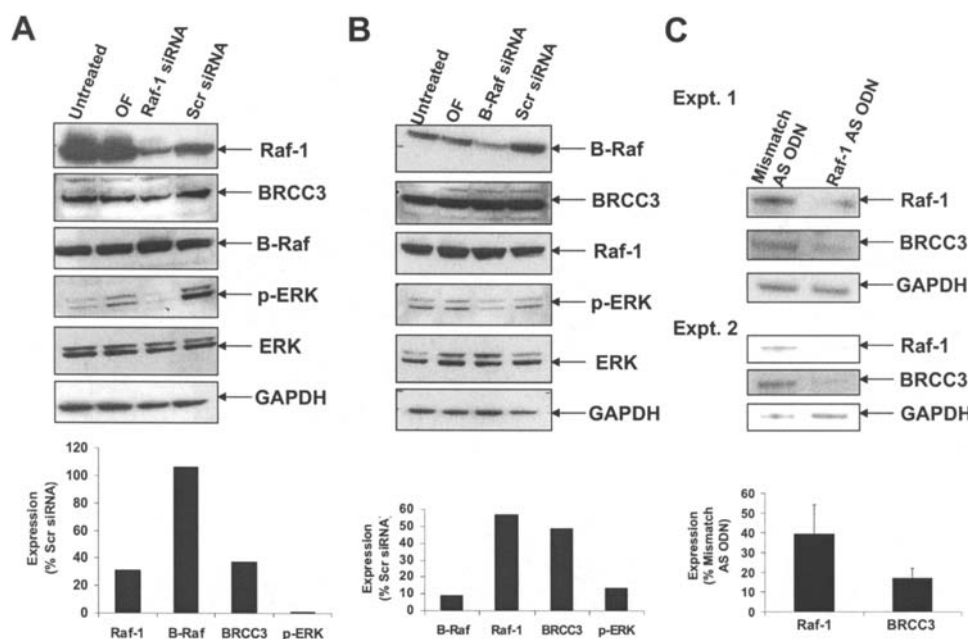 A
Untreated
OF
Raf-1 siRNA
Scr siRNA
Raf-1
BRCC3
B-Raf
p-ERK
ERK
GAPDH
Expression
(% Scr siRNA)
120
100
80
60
40
20
0
Raf-1
B-Raf
BRCC3
p-ERK
B
Untreated
OF
B-Raf siRNA
Scr siRNA
B-Raf
BRCC3
Raf-1
p-ERK
ERK
GAPDH
Expression
(% Scr siRNA)
60
50
40
30
20
10
0
B-Raf
Raf-1
BRCC3
p-ERK
C
Expt. 1
Mismatch
AS ODN
Raf-1 AS ODN
Raf-1
BRCC3
GAPDH
Expt. 2
Raf-1
BRCC3
GAPDH
Expression
(% Mismatch
AS ODN)
60
50
40
30
20
10
0
Raf-1
BRCC3